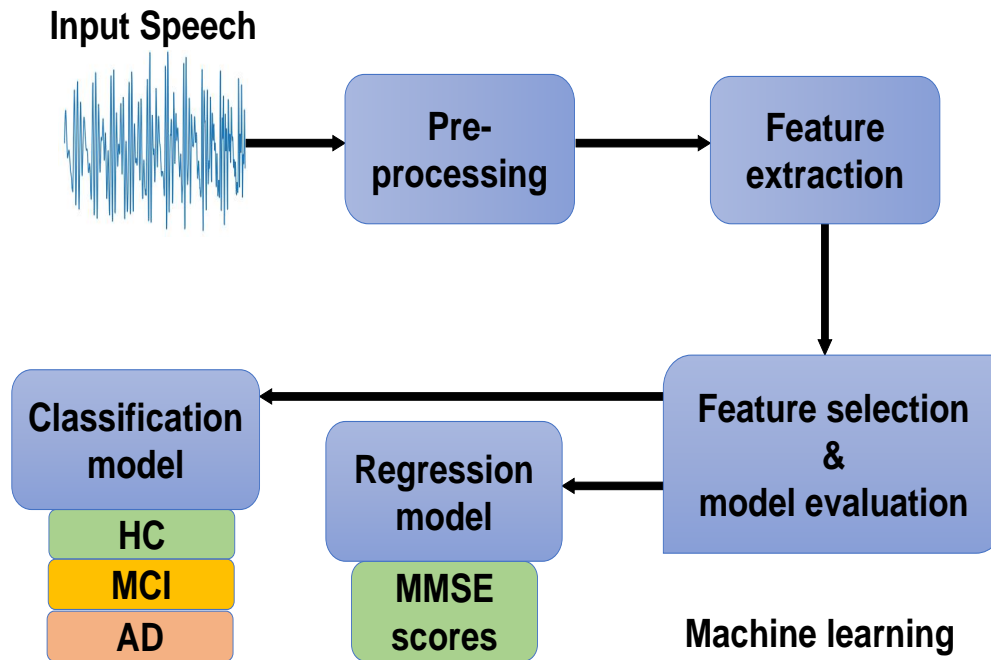 Input Speech
Pre-
processing
Feature
extraction
Feature selection
&
model evaluation
Classification
model
HC
MCI
AD
Regression
model
MMSE
scores
Machine learning